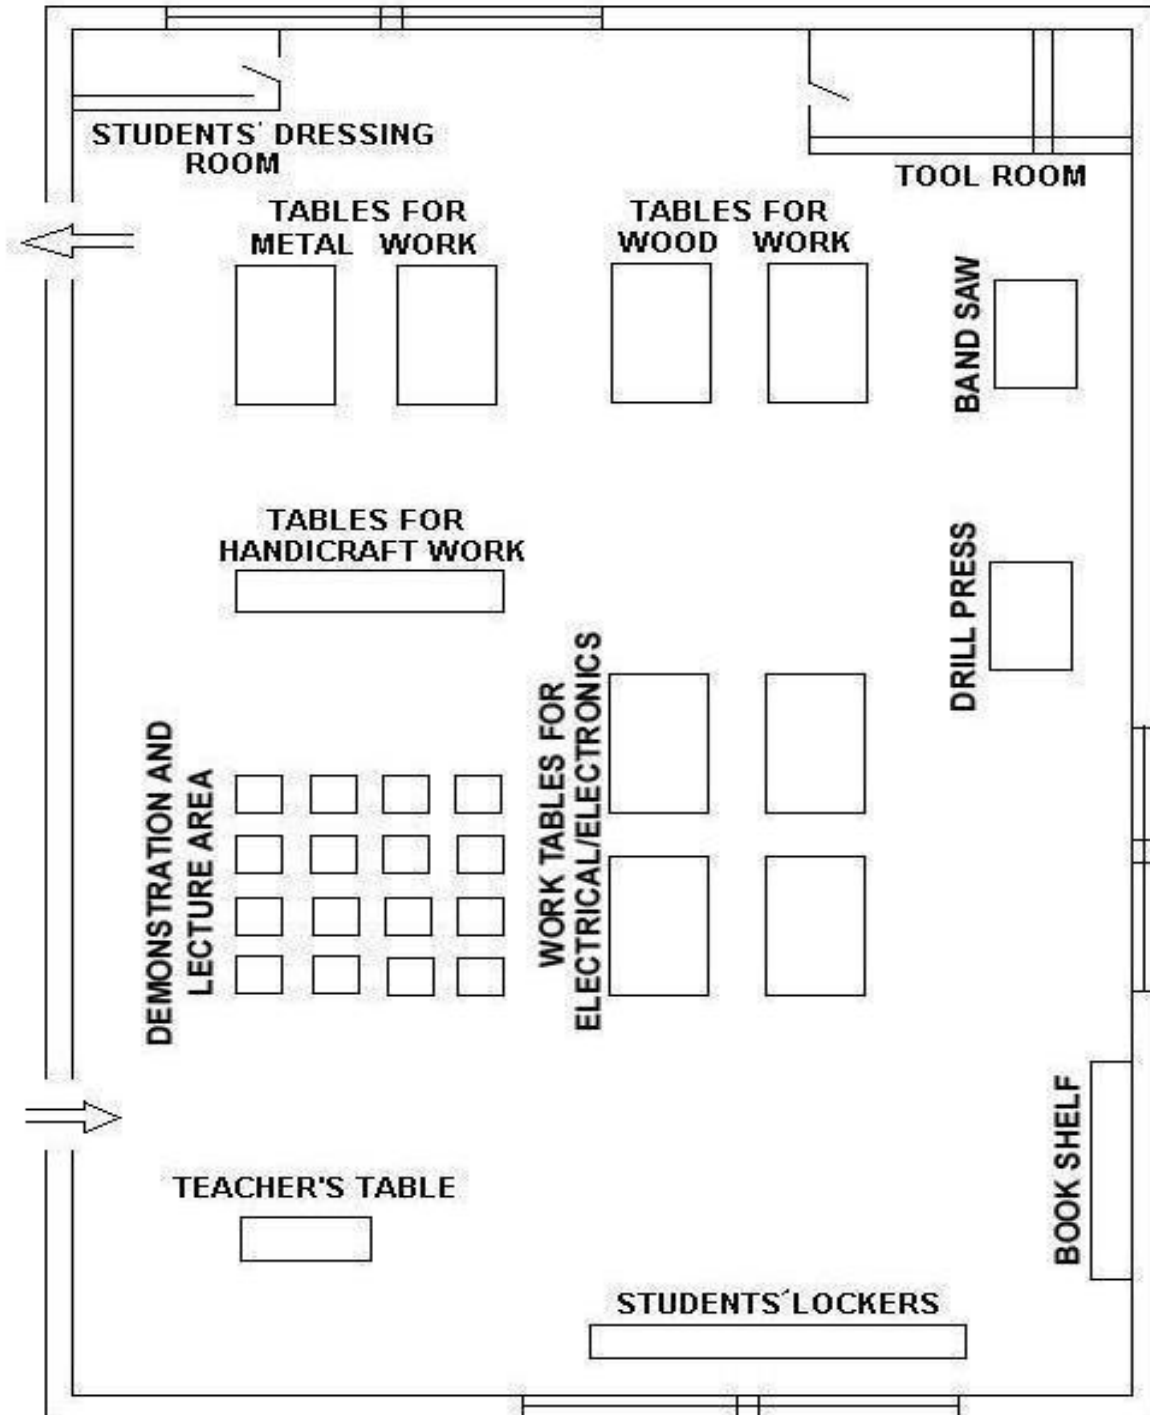 STUDENTS´ DRESSING
ROOM
TOOL ROOM
TABLES FOR
METAL WORK
TABLES FOR
WOOD WORK
BAND SAW
TABLES FOR
HANDICRAFT WORK
DRILL PRESS
DEMONSTRATION AND
LECTURE AREA
WORK TABLES FOR
ELECTRICAL/ELECTRONICS
BOOK SHELF
TEACHER'S TABLE
STUDENTS´LOCKERS